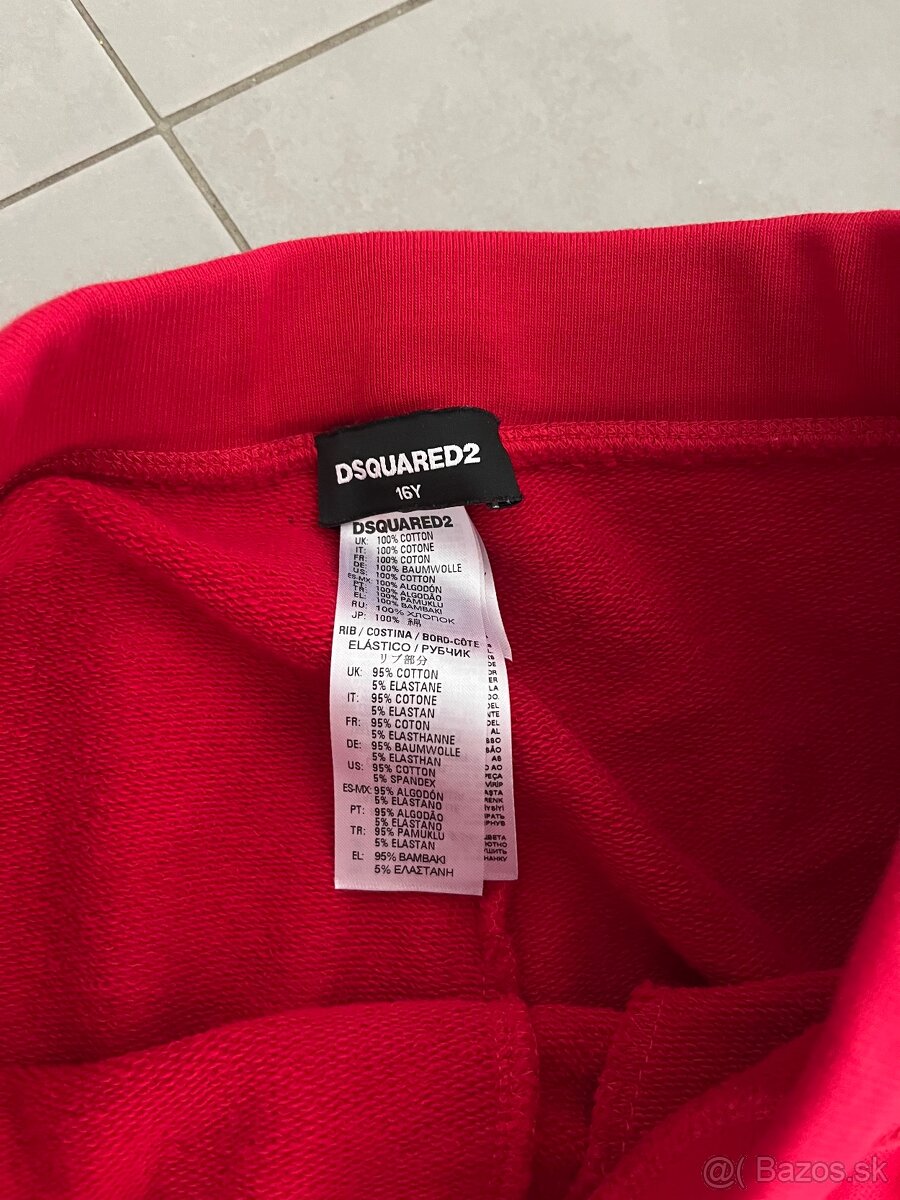 DSQUARED2
16Y
DSQUARED2
UK: 100% COTTON
IT: 100% COTONE
FR: 100% COTON
DE: 100% BAUMWOLLE
US: 100% COTTON
ES-MX: 100% ALGODÓN
PT: 100% ALGODÃO
TR: 100% PAMUKLU
EL: 100% BAMBAKI
RU: 100% ХЛОПОК
JP: 100% 綿
RIB / COSTINA / BORD-CÔTE
ELÁSTICO / РУБЧИК
リブ部分
UK: 95% COTTON
5% ELASTANE
IT: 95% COTONE
5% ELASTAN
FR: 95% COTON
5% ELASTHANNE
DE: 95% BAUMWOLLE
5% ELASTHAN
US: 95% COTTON
5% SPANDEX
ES-MX: 95% ALGODÓN
5% ELASTANO
PT: 95% ALGODÃO
5% ELASTANO
TR: 95% PAMUKLU
5% ELASTAN
EL: 95% BAMBAKI
5% ΕΛΑΣΤΑΝΗ
@( Bazos.sk